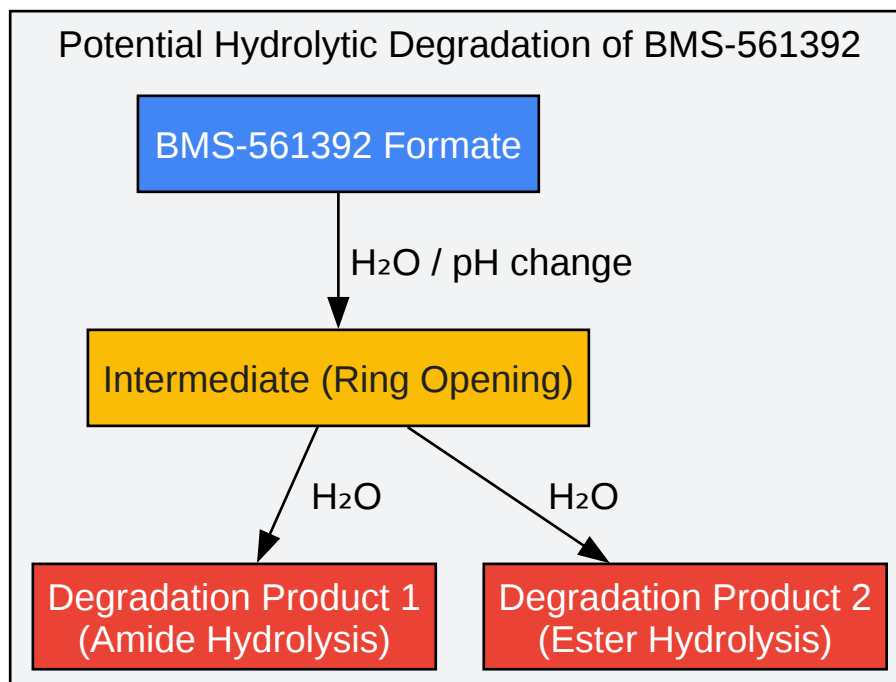 Potential Hydrolytic Degradation of BMS-561392
BMS-561392 Formate
H₂O / pH change
Intermediate (Ring Opening)
H₂O
H₂O
Degradation Product 1
(Amide Hydrolysis)
Degradation Product 2
(Ester Hydrolysis)